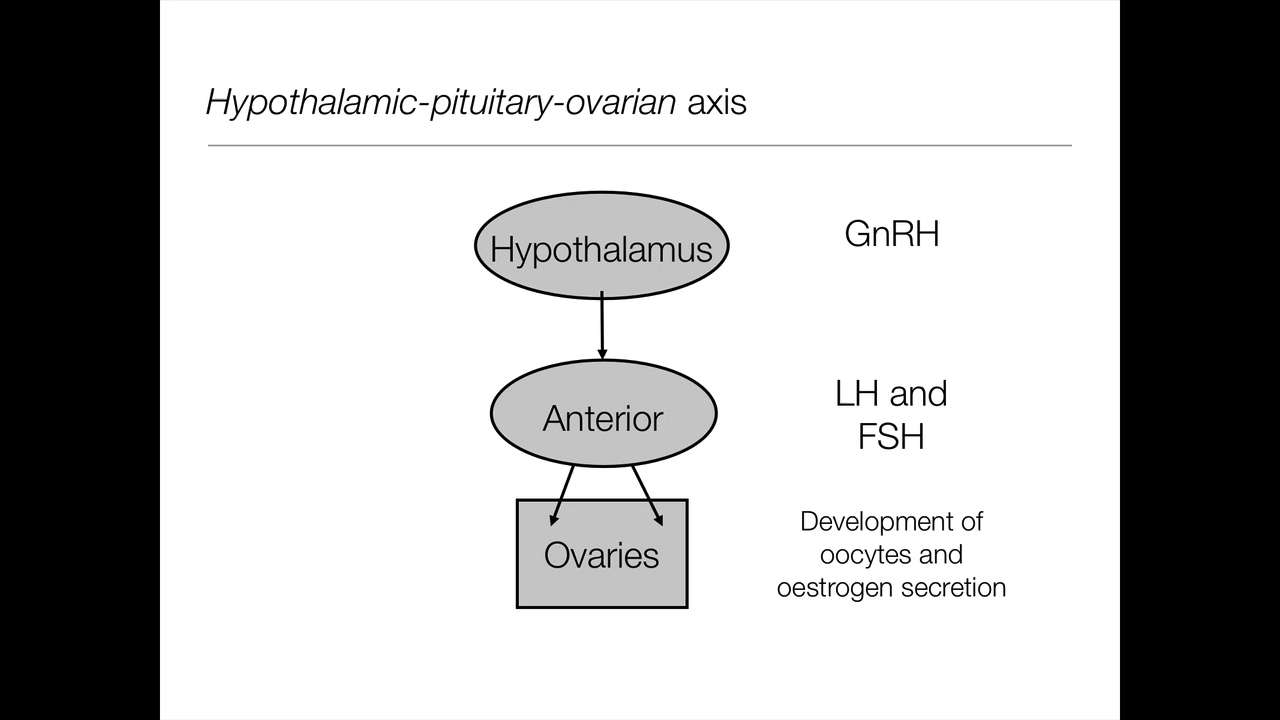 Hypothalamic-pituitary-ovarian axis
Hypothalamus
GnRH
Anterior
LH and
FSH
Ovaries
Development of
oocytes and
oestrogen secretion